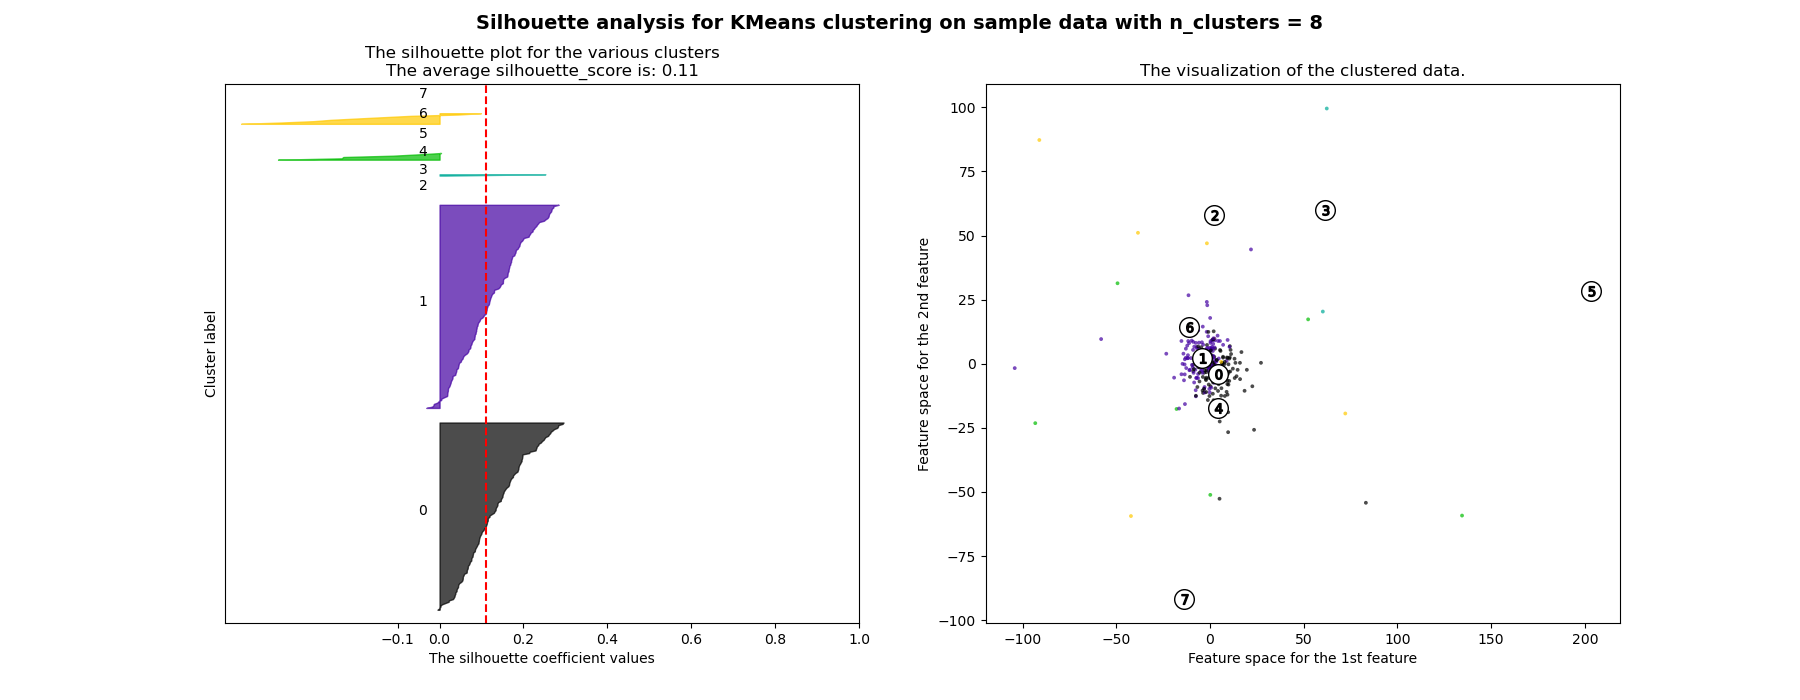 Silhouette analysis for KMeans clustering on sample data with n_clusters = 8
The silhouette plot for the various clusters
The average silhouette_score is: 0.11
7
6
5
4
3
2
1
0
Cluster label
−0.1 0.0 0.2 0.4 0.6 0.8 1.0
The silhouette coefficient values
The visualization of the clustered data.
100
75
50
25
0
−25
−50
−75
−100
Feature space for the 2nd feature
2
3
5
6
1
0
4
7
−100 −50 0 50 100 150 200
Feature space for the 1st feature